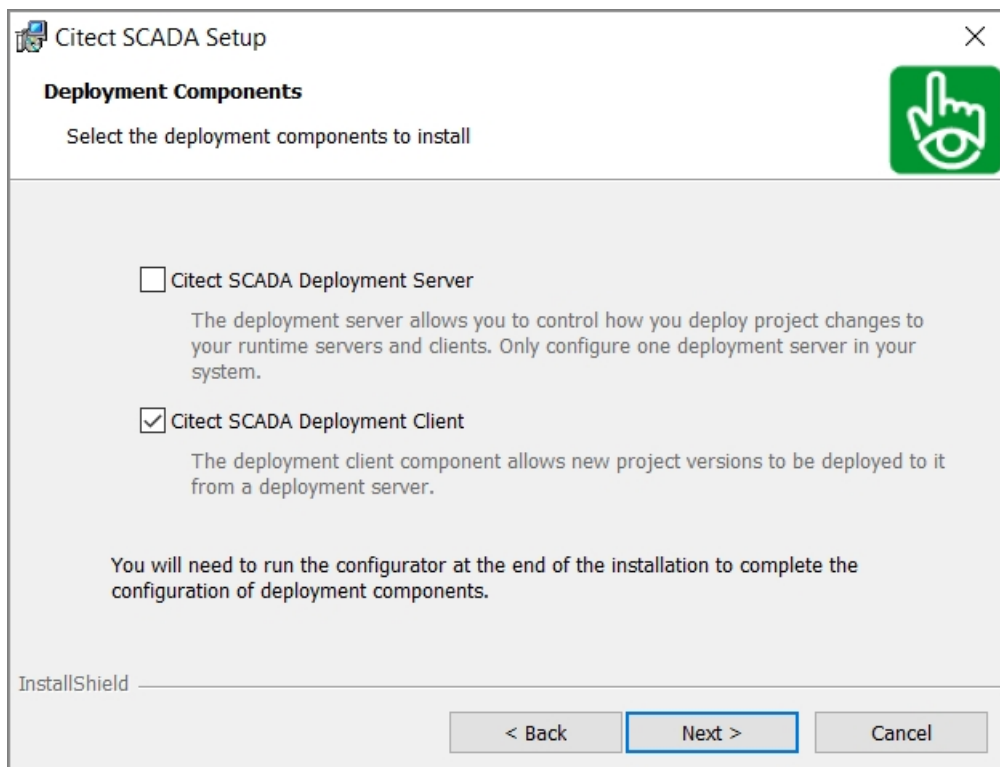 Citect SCADA Setup
Deployment Components
Select the deployment components to install
Citect SCADA Deployment Server
The deployment server allows you to control how you deploy project changes to
your runtime servers and clients. Only configure one deployment server in your
system.
Citect SCADA Deployment Client
The deployment client component allows new project versions to be deployed to it
from a deployment server.
You will need to run the configurator at the end of the installation to complete the
configuration of deployment components.
InstallShield
< Back
Next >
Cancel